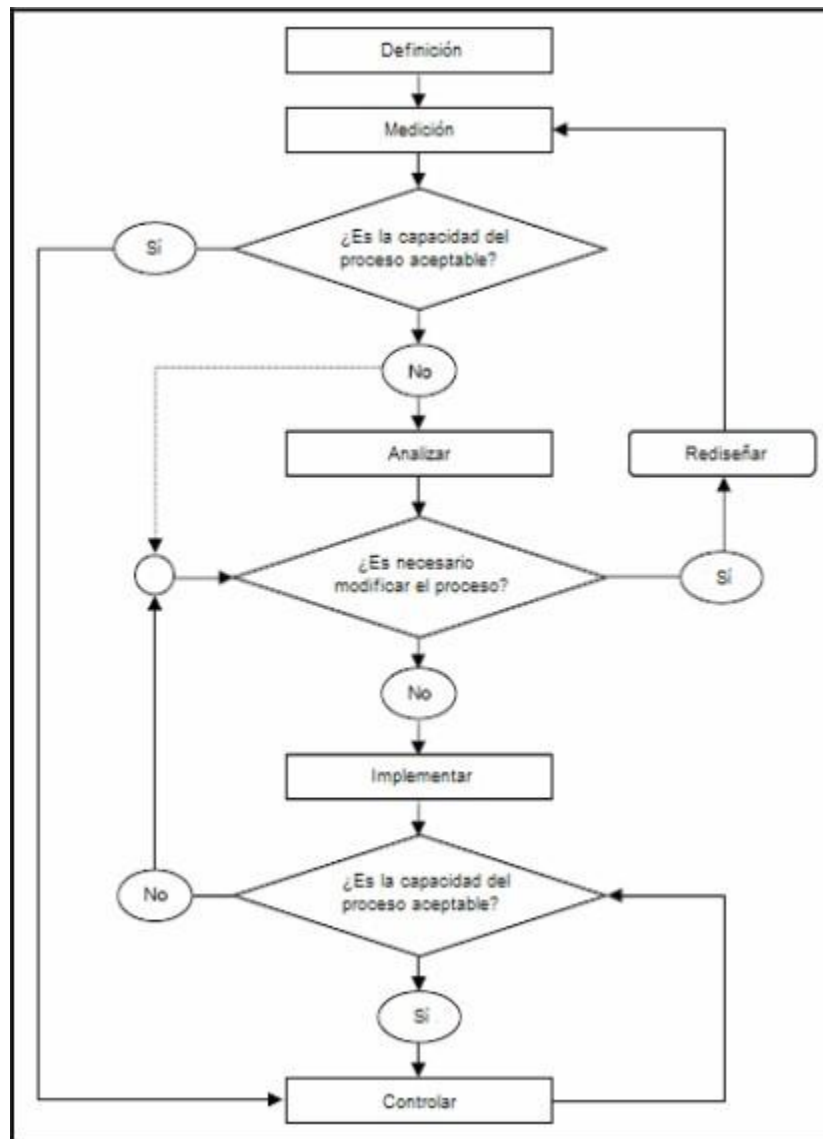 Definición
Medición
¿Es la capacidad del
proceso aceptable?
Sí
No
Analizar
Rediseñar
¿Es necesario
modificar el proceso?
Sí
No
Implementar
¿Es la capacidad del
proceso aceptable?
No
Sí
Controlar